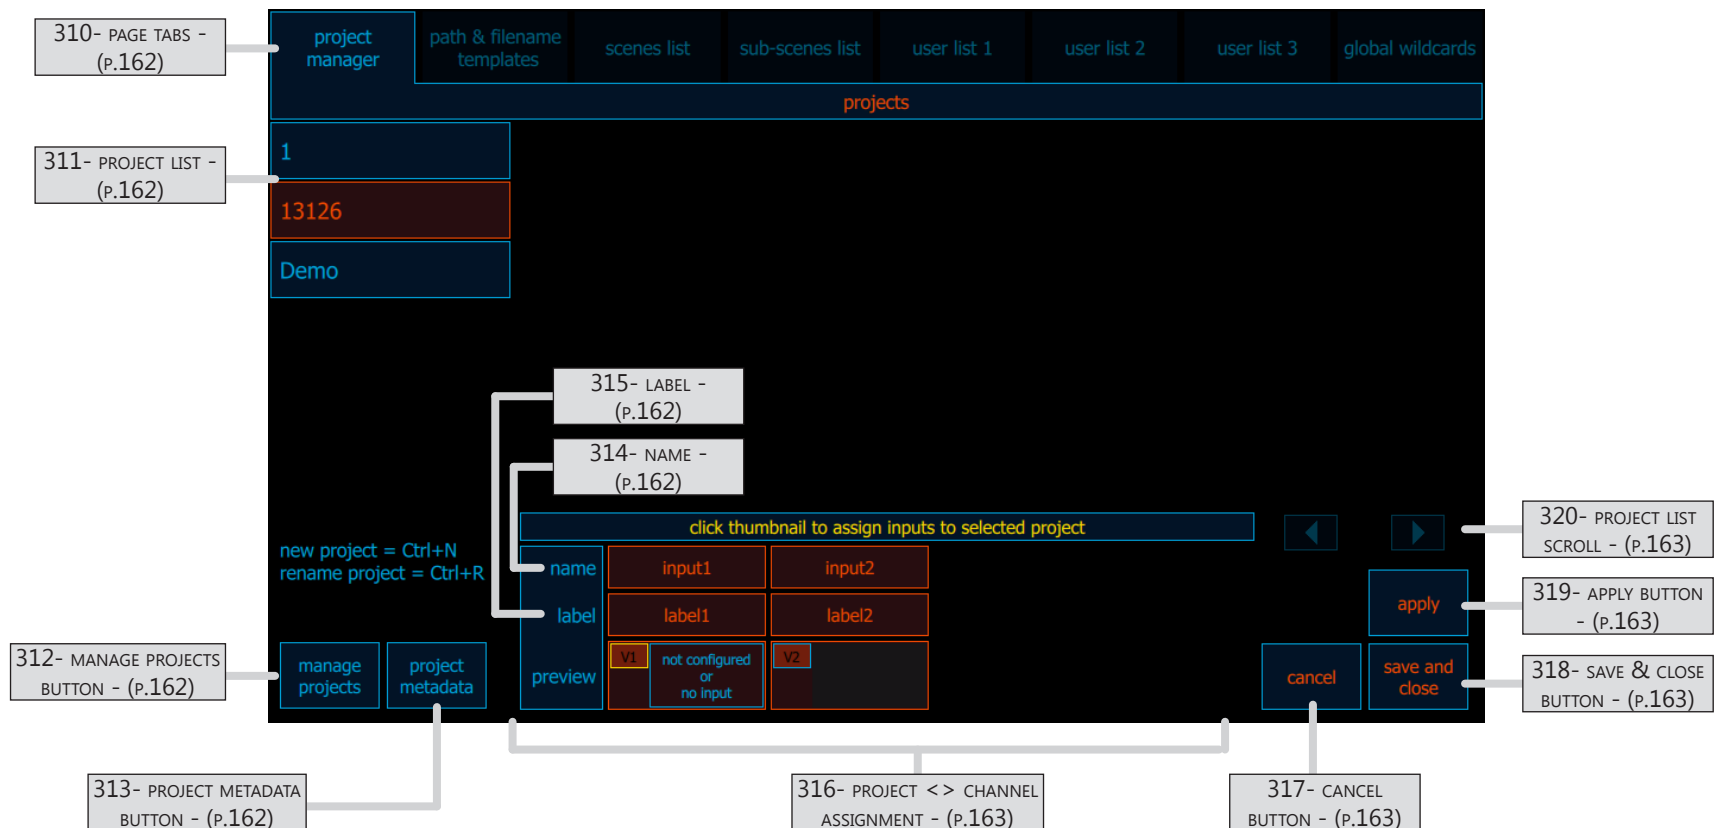 310- PAGE TABS -
(P.162)
project
manager
path & filename
templates
scenes list
sub-scenes list
user list 1
user list 2
user list 3
global wildcards
projects
311- PROJECT LIST -
(P.162)
1
13126
Demo
315- LABEL -
(P.162)
314- NAME -
(P.162)
click thumbnail to assign inputs to selected project
new project = Ctrl+N
rename project = Ctrl+R
name
input1
input2
label
label1
label2
preview
V1
not configured
or
no input
V2
manage
projects
project
metadata
apply
cancel
save and
close
320- PROJECT LIST
SCROLL - (P.163)
319- APPLY BUTTON
- (P.163)
318- SAVE & CLOSE
BUTTON - (P.163)
312- MANAGE PROJECTS
BUTTON - (P.162)
313- PROJECT METADATA
BUTTON - (P.162)
316- PROJECT <> CHANNEL
ASSIGNMENT - (P.163)
317- CANCEL
BUTTON - (P.163)